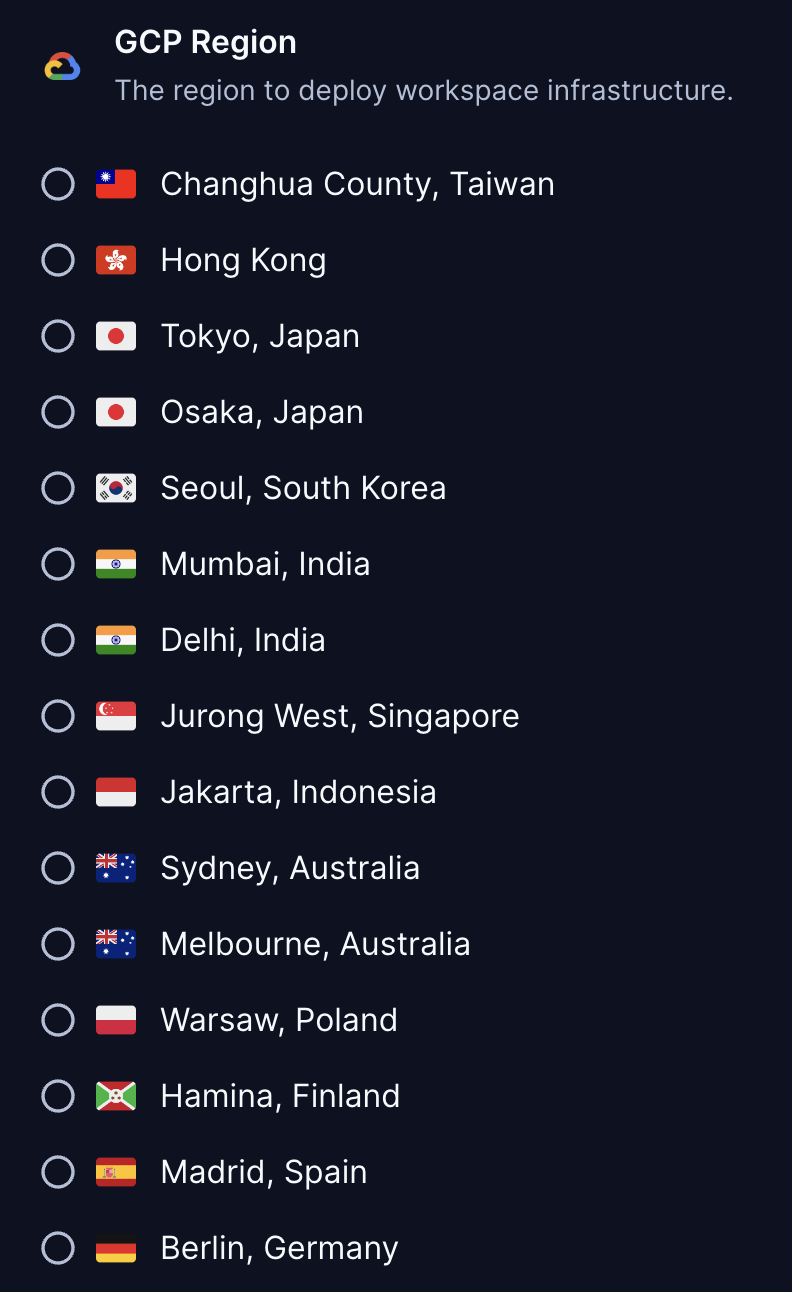 GCP Region
The region to deploy workspace infrastructure.
Changhua County, Taiwan
Hong Kong
Tokyo, Japan
Osaka, Japan
Seoul, South Korea
Mumbai, India
Delhi, India
Jurong West, Singapore
Jakarta, Indonesia
Sydney, Australia
Melbourne, Australia
Warsaw, Poland
Hamina, Finland
Madrid, Spain
Berlin, Germany